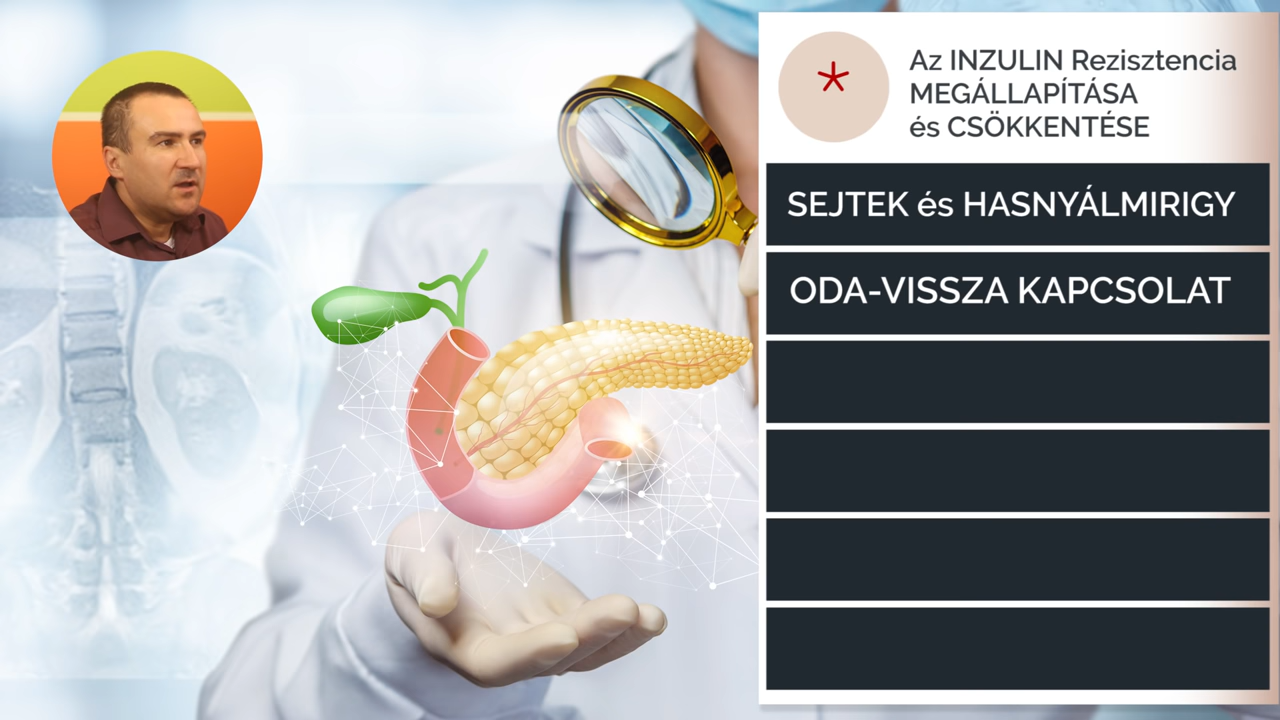 *
Az INZULIN Rezisztencia
MEGÁLLAPÍTÁSA
és CSÖKKENTÉSE
SEJTEK és HASNYÁLMIRIGY
ODA-VISSZA KAPCSOLAT